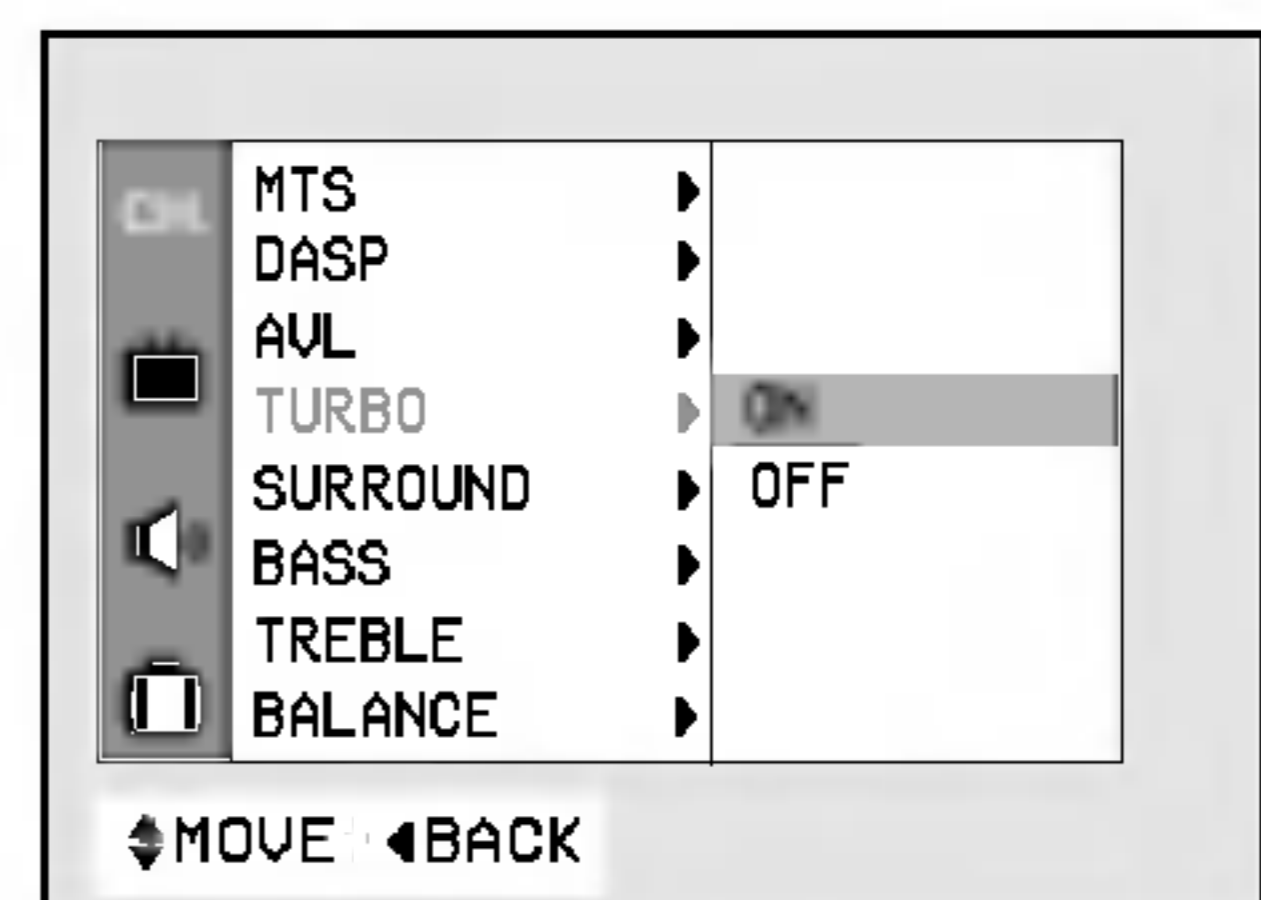 MTS
DASP
AVL
TURBO
ON
SURROUND
OFF
BASS
TREBLE
BALANCE
MOVE BACK